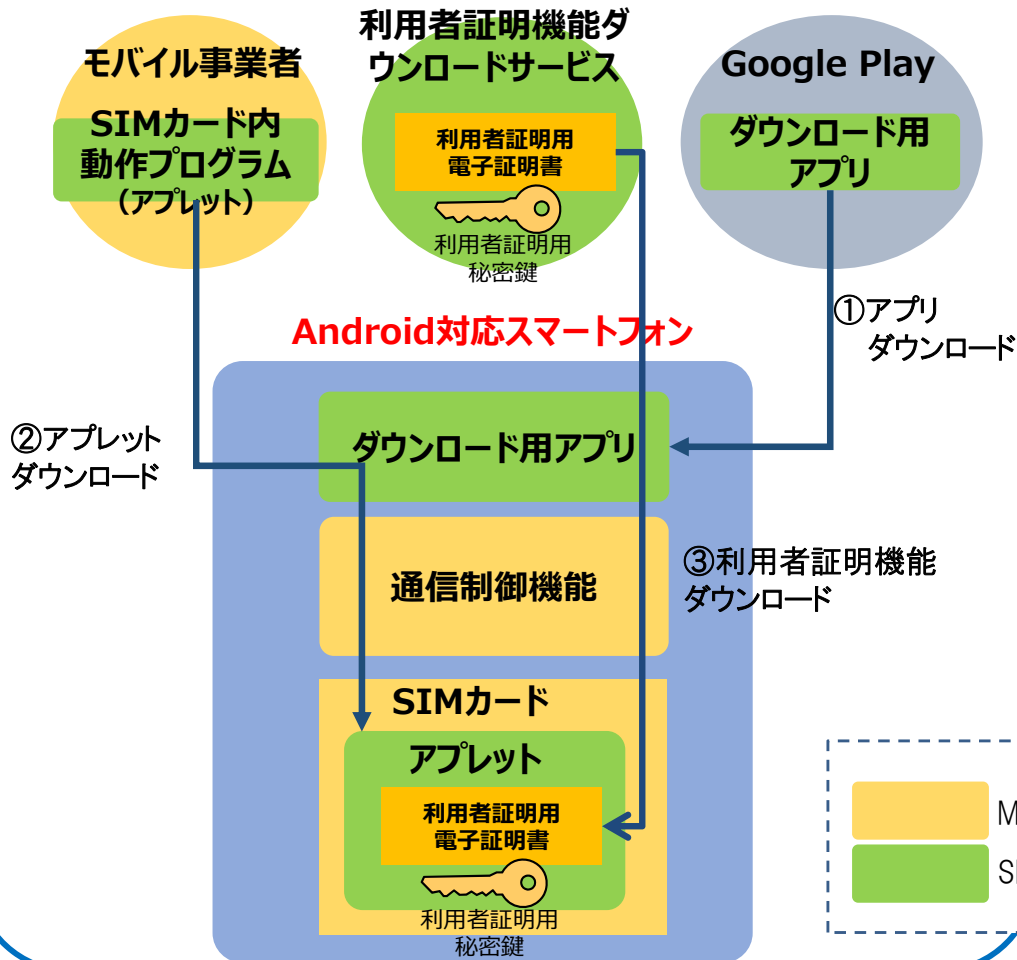 モバイル事業者
SIMカード内
動作プログラム
（アプレット）
利用者証明機能ダ
ウンロードサービス
利用者証明用
電子証明書
利用者証明用
秘密鍵
Google Play
ダウンロード用
アプリ
①アプリ
ダウンロード
Android対応スマートフォン
②アプレット
ダウンロード
ダウンロード用アプリ
通信制御機能
③利用者証明機能
ダウンロード
SIMカード
アプレット
利用者証明用
電子証明書
利用者証明用
秘密鍵